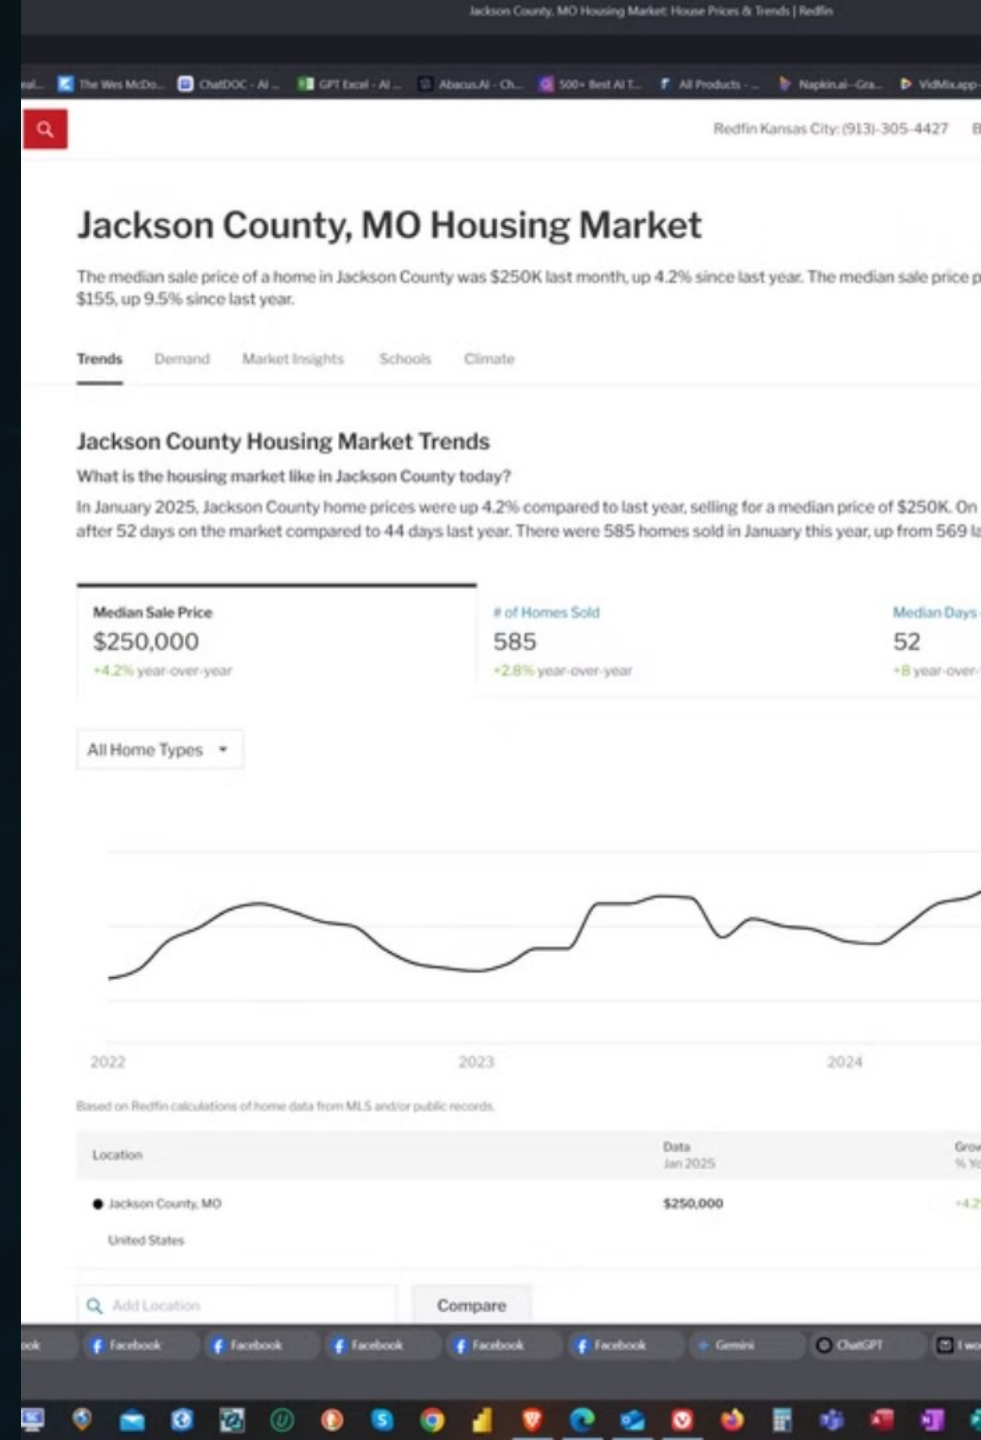 Jackson County, MO Housing Market: House Prices & Trends | Redfin
The Wes McDo... ChatDOC - AI ... GPT Excel - AI ... Abacus.AI - Ch... 500+ Best AI T... All Products - ... Napkin.ai--Gra... VidMix.app-
Redfin Kansas City: (913)-305-4427
Jackson County, MO Housing Market
The median sale price of a home in Jackson County was $250K last month, up 4.2% since last year. The median sale price p
$155, up 9.5% since last year.
Trends Demand Market Insights Schools Climate
Jackson County Housing Market Trends
What is the housing market like in Jackson County today?
In January 2025, Jackson County home prices were up 4.2% compared to last year, selling for a median price of $250K. On
after 52 days on the market compared to 44 days last year. There were 585 homes sold in January this year, up from 569 la
Median Sale Price # of Homes Sold Median Days
$250,000 585 52
+4.2% year-over-year +2.8% year-over-year +8 year-over-
All Home Types
2022 2023 2024
Based on Redfin calculations of home data from MLS and/or public records.
Location Data Grow
Jan 2025 % Yo
Jackson County, MO $250,000 +4.2
United States
Add Location Compare
ook Facebook Facebook Facebook Facebook Facebook Gemini ChatGPT I wo